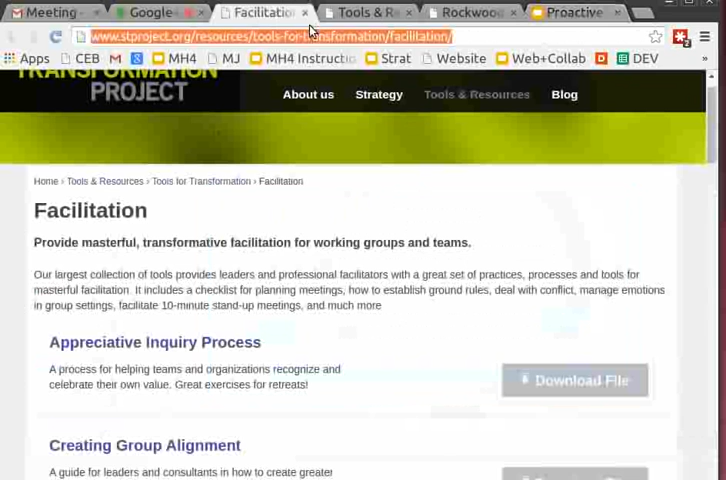 Meeting
Google+
Facilitatio
Tools & R
Rockwood
Proactive
www.stproject.org/resources/tools-for-transformation/facilitation/
2
Apps CEB M MJ MH4 MH4 Instructio Strat Website Web+Collab D DEV »
TRANSFORMATION
PROJECT
About us Strategy Tools & Resources Blog
Home › Tools & Resources › Tools for Transformation › Facilitation
Facilitation
Provide masterful, transformative facilitation for working groups and teams.
Our largest collection of tools provides leaders and professional facilitators with a great set of practices, processes and tools for
masterful facilitation. It includes a checklist for planning meetings, how to establish ground rules, deal with conflict, manage emotions
in group settings, facilitate 10-minute stand-up meetings, and much more
Appreciative Inquiry Process
A process for helping teams and organizations recognize and
celebrate their own value. Great exercises for retreats!
Download File
Creating Group Alignment
A guide for leaders and consultants in how to create greater